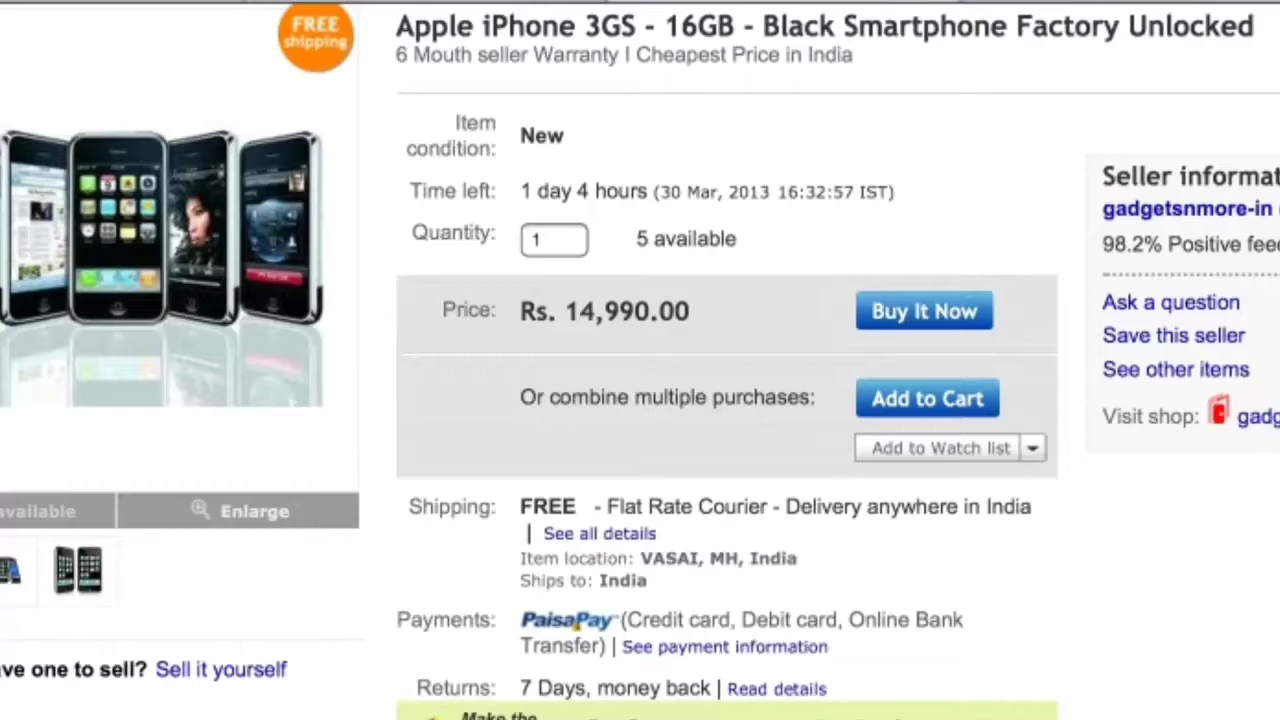 FREE
shipping
Apple iPhone 3GS - 16GB - Black Smartphone Factory Unlocked
6 Mouth seller Warranty I Cheapest Price in India
Item
condition: New
Time left: 1 day 4 hours (30 Mar, 2013 16:32:57 IST)
Quantity: 1 5 available
Price: Rs. 14,990.00 Buy It Now
Or combine multiple purchases: Add to Cart
Add to Watch list
Seller informat
gadgetsnmore-in (
98.2% Positive feed
Ask a question
Save this seller
See other items
Visit shop: gadg
available Enlarge
Shipping: FREE - Flat Rate Courier - Delivery anywhere in India
| See all details
Item location: VASAI, MH, India
Ships to: India
Payments: PaisaPay (Credit card, Debit card, Online Bank
Transfer) | See payment information
Returns: 7 Days, money back | Read details
ve one to sell? Sell it yourself
Make the